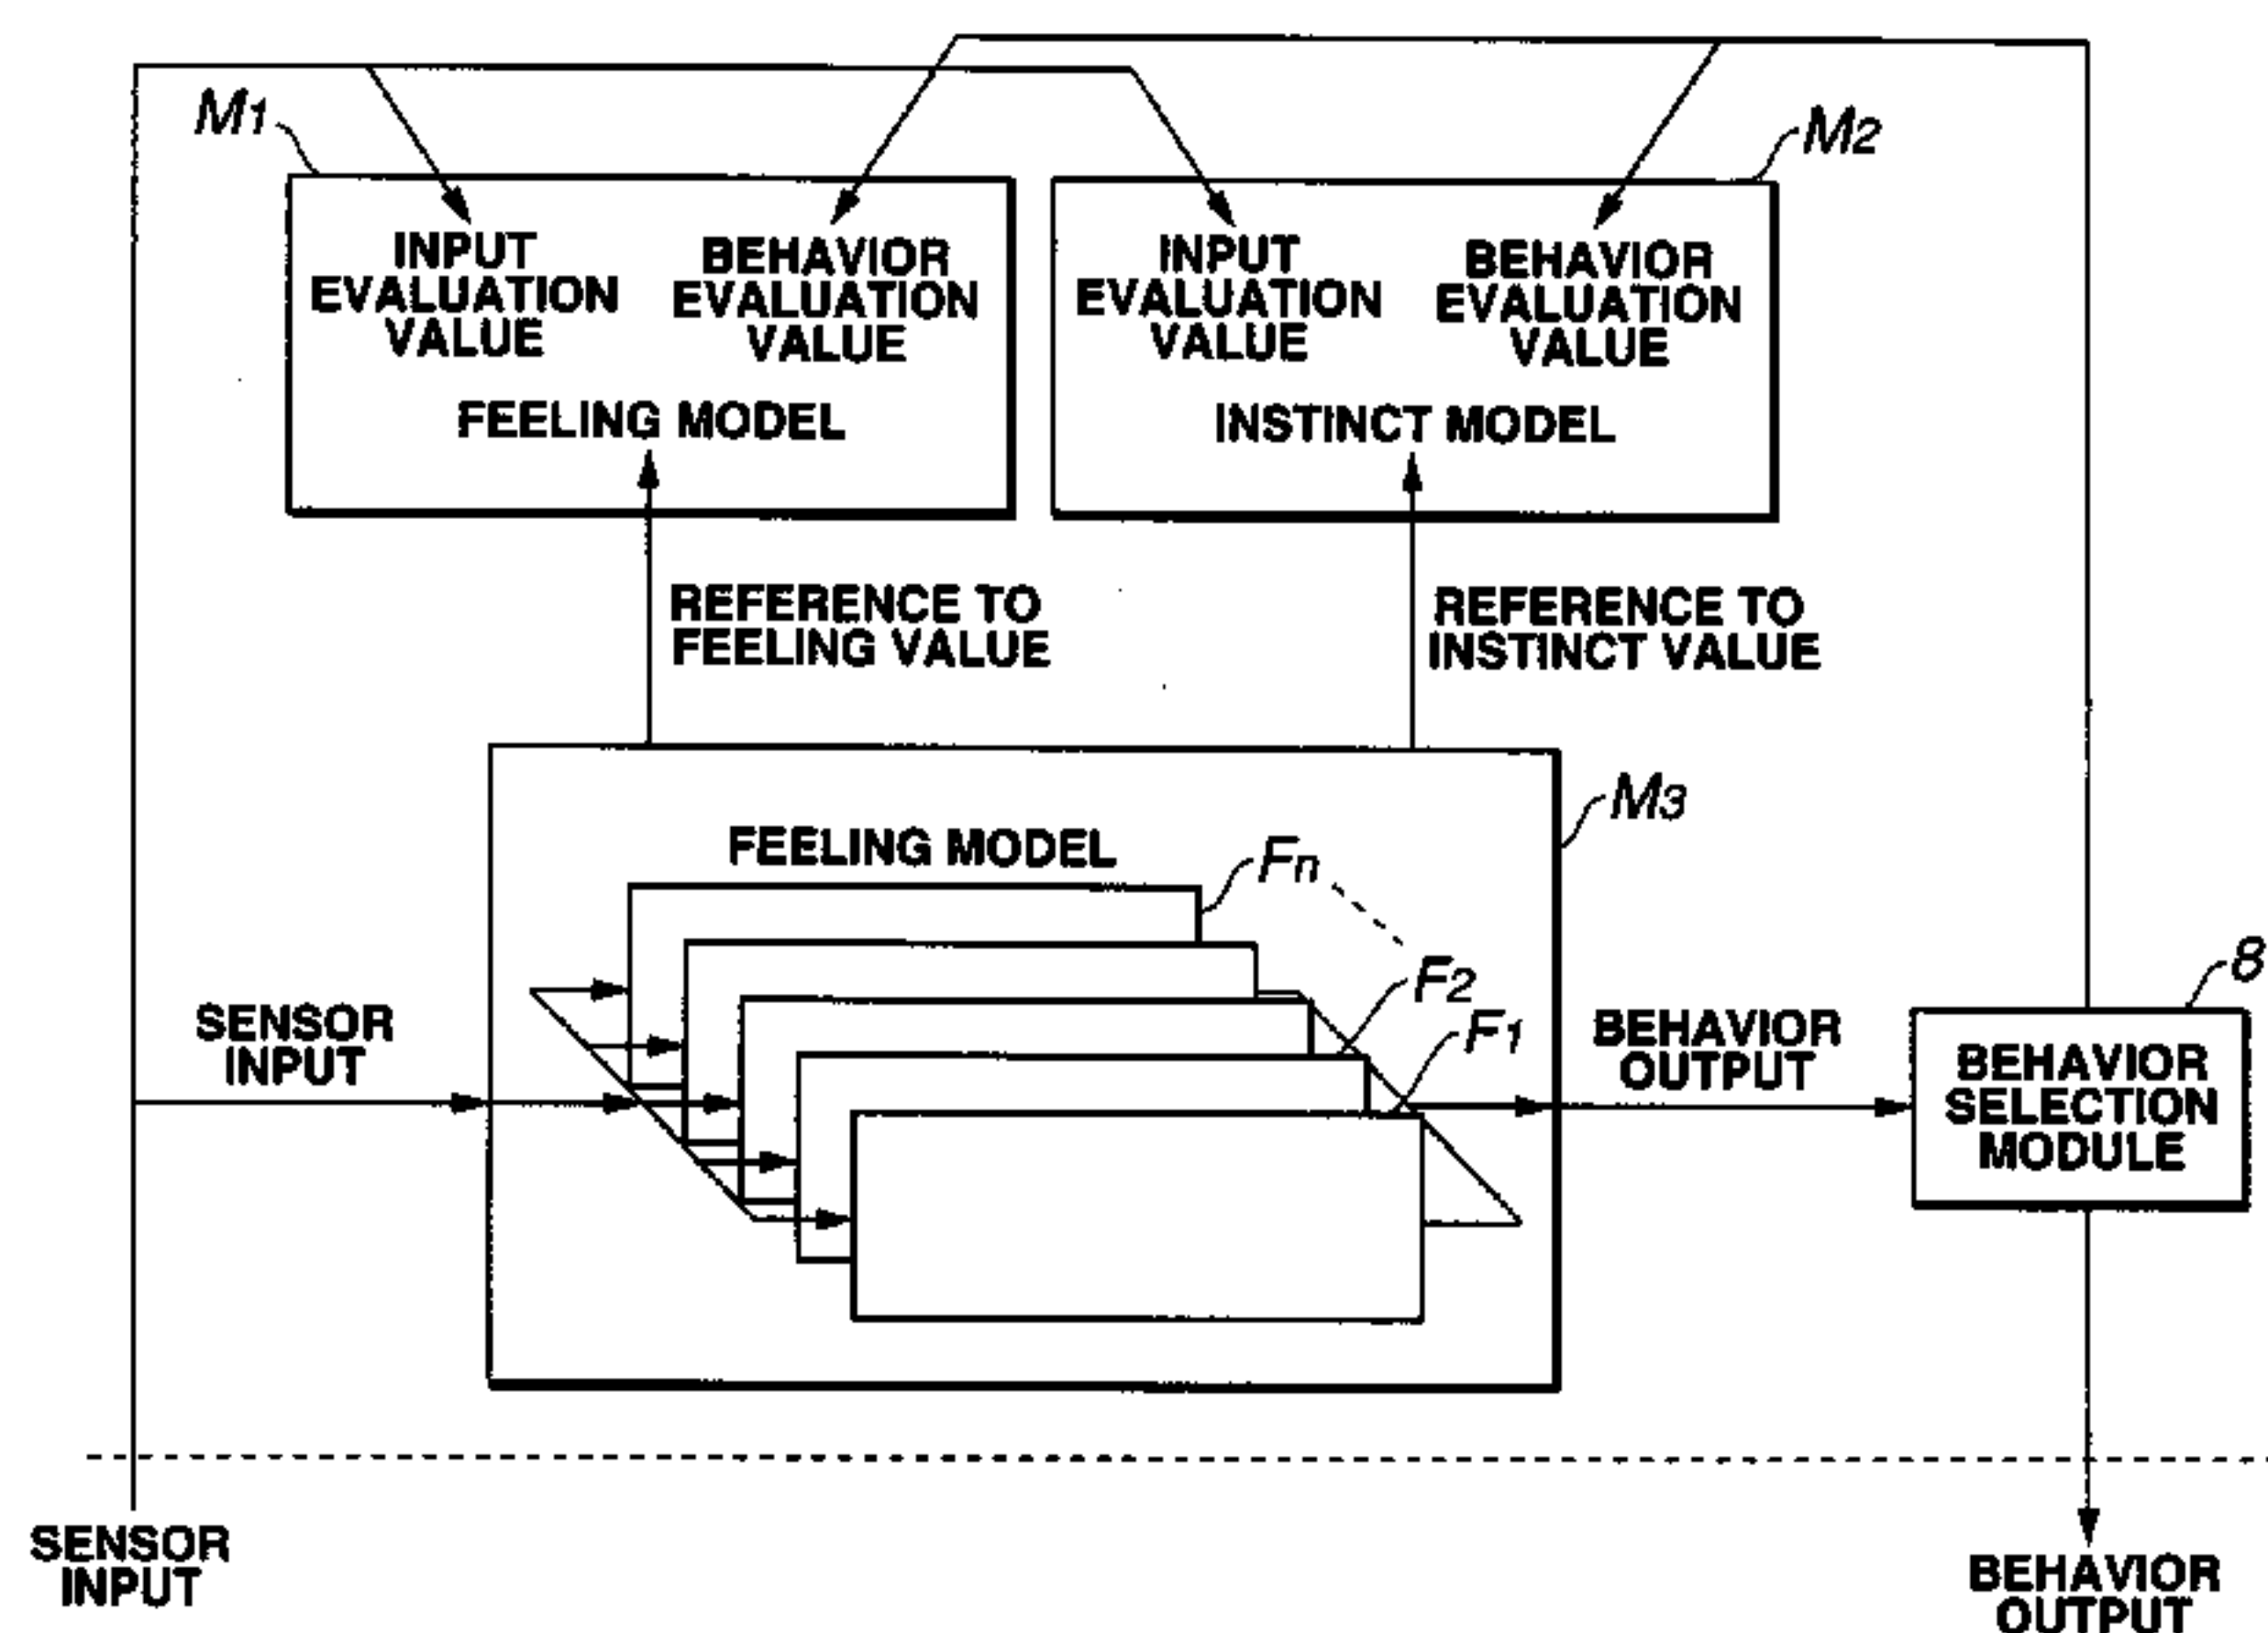 M1
M2
INPUT
EVALUATION
VALUE
BEHAVIOR
EVALUATION
VALUE
FEELING MODEL
INPUT
EVALUATION
VALUE
BEHAVIOR
EVALUATION
VALUE
INSTINCT MODEL
REFERENCE TO
FEELING VALUE
REFERENCE TO
INSTINCT VALUE
M3
FEELING MODEL
Fn
F2
F1
SENSOR
INPUT
BEHAVIOR
OUTPUT
8
BEHAVIOR
SELECTION
MODULE
SENSOR
INPUT
BEHAVIOR
OUTPUT